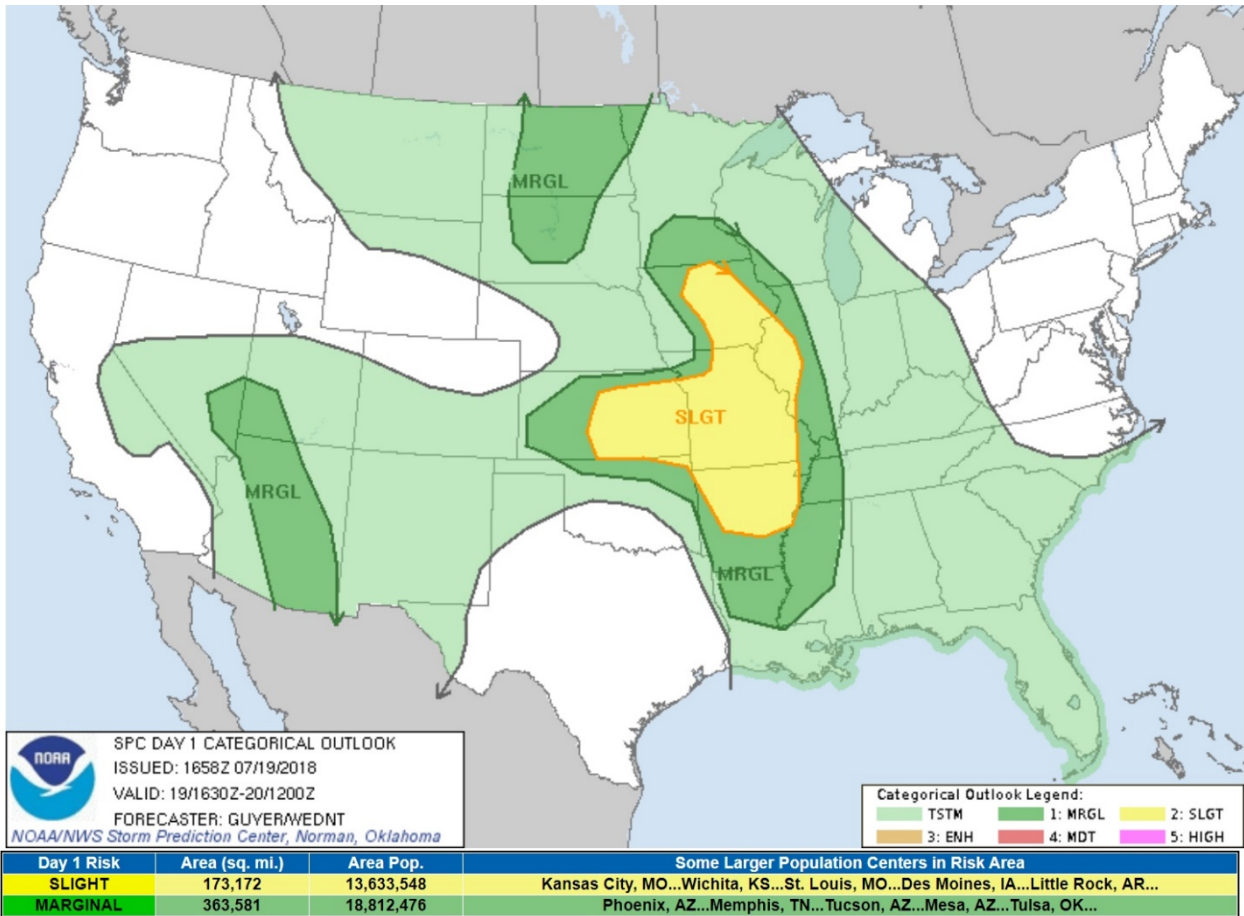 MRGL
SLGT
MRGL
MRGL
NOAA
SPC DAY 1 CATEGORICAL OUTLOOK
ISSUED: 1658Z 07/19/2018
VALID: 19/1630Z-20/1200Z
FORECASTER: GUYER/WEDNT
NOAA/NWS Storm Prediction Center, Norman, Oklahoma
Categorical Outlook Legend:
TSTM 1: MRGL 2: SLGT
3: ENH 4: MDT 5: HIGH
Day 1 Risk Area (sq. mi.) Area Pop. Some Larger Population Centers in Risk Area
SLIGHT 173,172 13,633,548 Kansas City, MO...Wichita, KS...St. Louis, MO...Des Moines, IA...Little Rock, AR...
MARGINAL 363,581 18,812,476 Phoenix, AZ...Memphis, TN...Tucson, AZ...Mesa, AZ...Tulsa, OK...